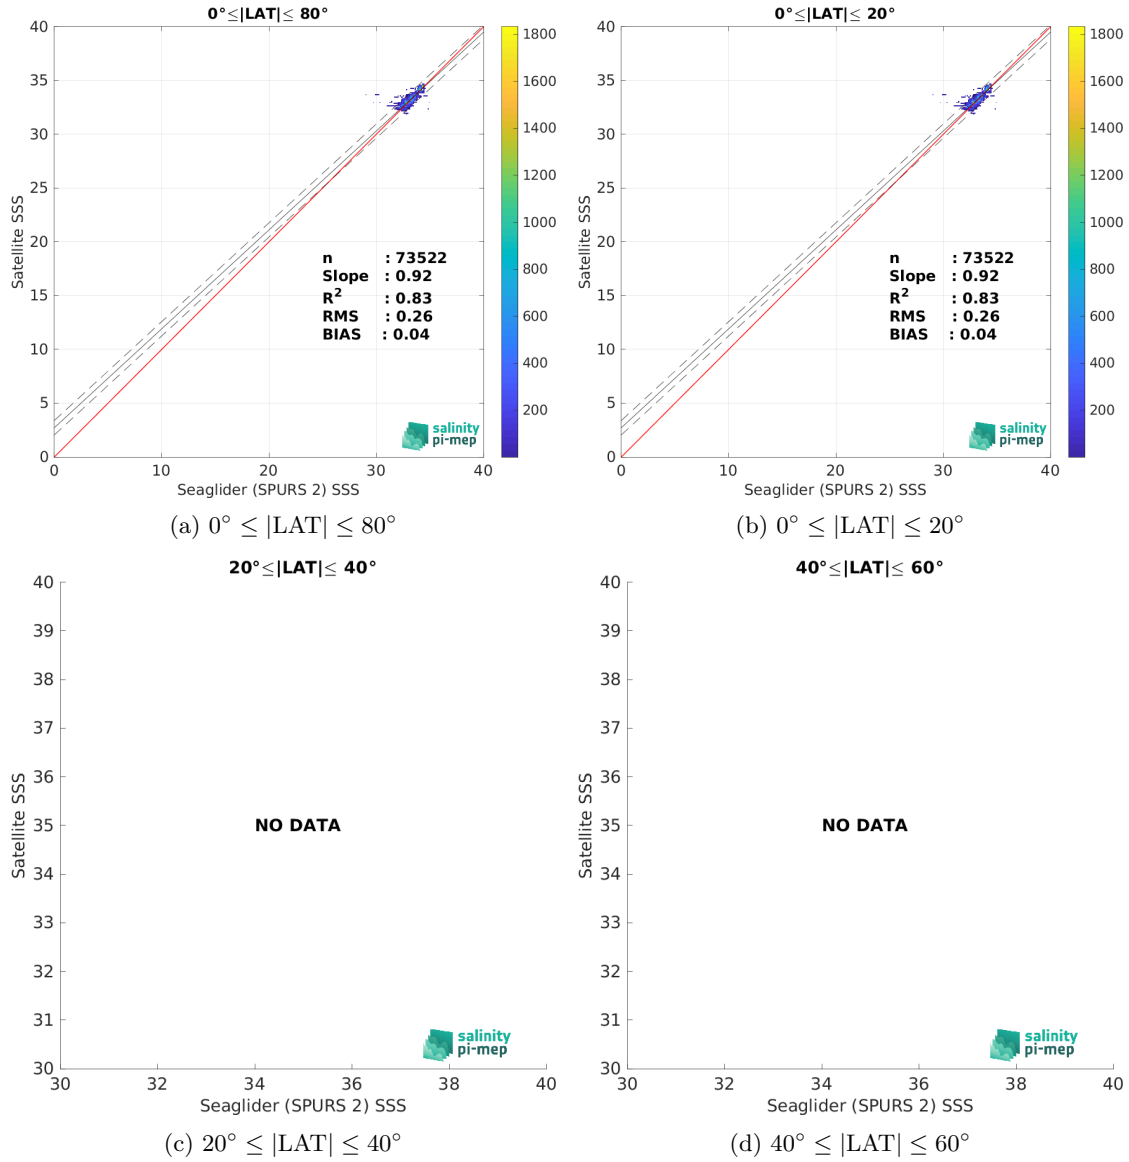 0°≤|LAT|≤ 80°
40
35
30
25
20
15
10
5
0
0
10
20
30
40
Satellite SSS
Seaglider (SPURS 2) SSS
n : 73522
Slope : 0.92
R² : 0.83
RMS : 0.26
BIAS : 0.04
salinity
pi-mep
1800
1600
1400
1200
1000
800
600
400
200
(a) 0° ≤ |LAT| ≤ 80°
0°≤|LAT|≤ 20°
40
35
30
25
20
15
10
5
0
0
10
20
30
40
Satellite SSS
Seaglider (SPURS 2) SSS
n : 73522
Slope : 0.92
R² : 0.83
RMS : 0.26
BIAS : 0.04
salinity
pi-mep
1800
1600
1400
1200
1000
800
600
400
200
(b) 0° ≤ |LAT| ≤ 20°
20°≤|LAT|≤ 40°
40
39
38
37
36
35
34
33
32
31
30
30
32
34
36
38
40
Satellite SSS
NO DATA
salinity
pi-mep
Seaglider (SPURS 2) SSS
(c) 20° ≤ |LAT| ≤ 40°
40°≤|LAT|≤ 60°
40
39
38
37
36
35
34
33
32
31
30
30
32
34
36
38
40
Satellite SSS
NO DATA
salinity
pi-mep
Seaglider (SPURS 2) SSS
(d) 40° ≤ |LAT| ≤ 60°